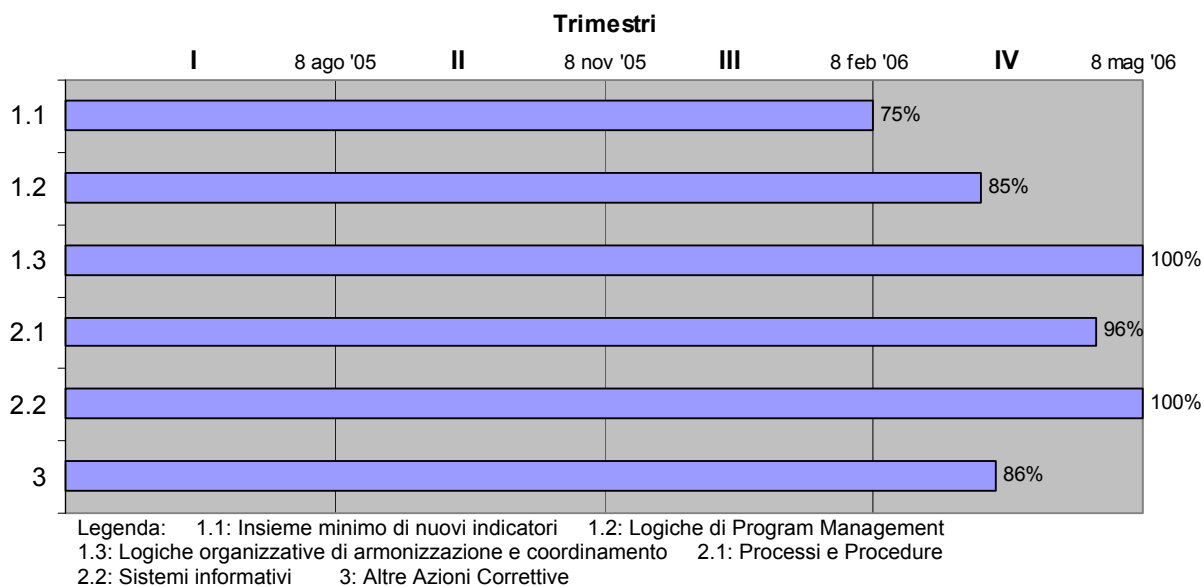 Trimestri
I 8 ago '05 II 8 nov '05 III 8 feb '06 IV 8 mag '06
1.1 75%
1.2 85%
1.3 100%
2.1 96%
2.2 100%
3 86%
Legenda: 1.1: Insieme minimo di nuovi indicatori 1.2: Logiche di Program Management
1.3: Logiche organizzative di armonizzazione e coordinamento 2.1: Processi e Procedure
2.2: Sistemi informativi 3: Altre Azioni Correttive